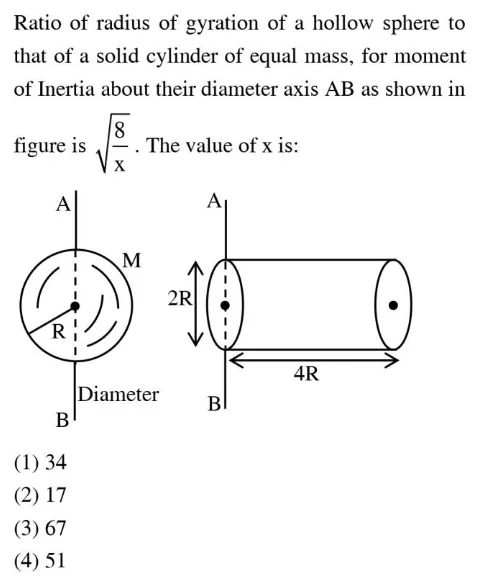 Ratio of radius of gyration of a hollow sphere to
that of a solid cylinder of equal mass, for moment
of Inertia about their diameter axis AB as shown in
figure is √(8/x). The value of x is:
A
M
R
Diameter
B
A
2R
4R
B
(1) 34
(2) 17
(3) 67
(4) 51